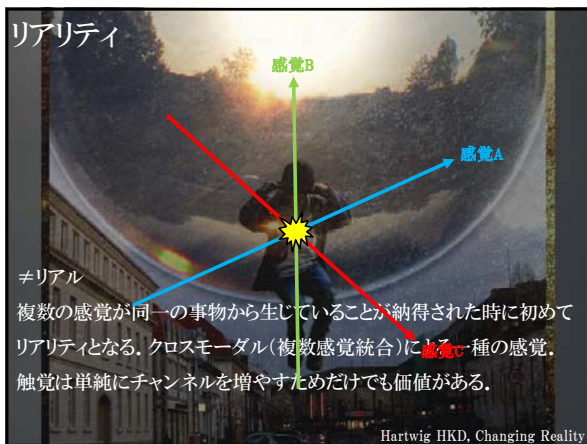 リアリティ
感覚B
感覚A
≠リアル
複数の感覚が同一の事物から生じていることが納得された時に初めて
リアリティとなる．クロスモーダル（複数感覚統合）による一種の感覚．
感覚C
触覚は単純にチャンネルを増やすためだけでも価値がある．
Hartwig HKD, Changing Reality